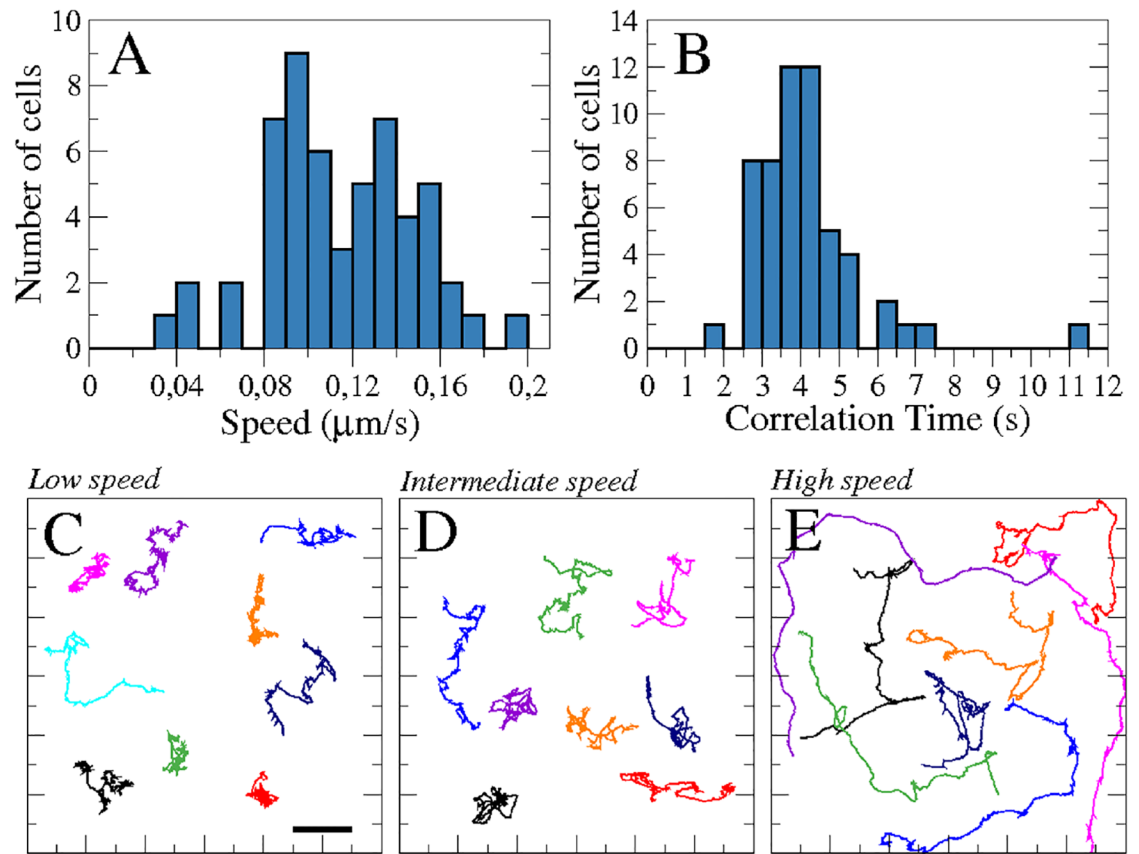 A
Number of cells
10
8
6
4
2
0
0 0,04 0,08 0,12 0,16 0,2
Speed (μm/s)
B
Number of cells
14
12
10
8
6
4
2
0
0 1 2 3 4 5 6 7 8 9 10 11 12
Correlation Time (s)
Low speed
C
Intermediate speed
D
High speed
E